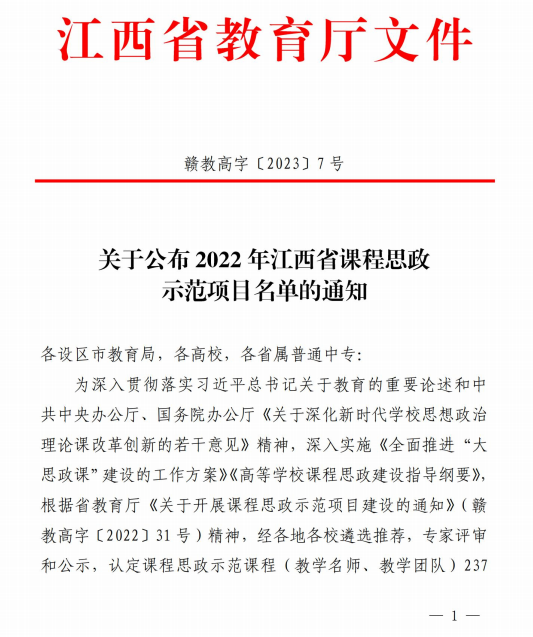 江西省教育厅文件
赣教高字〔2023〕7 号
关于公布 2022 年江西省课程思政
示范项目名单的通知
各设区市教育局，各高校，各省属普通中专：
为深入贯彻落实习近平总书记关于教育的重要论述和中
共中央办公厅、国务院办公厅《关于深化新时代学校思想政治
理论课改革创新的若干意见》精神，深入实施《全面推进“大
思政课”建设的工作方案》《高等学校课程思政建设指导纲要》，
根据省教育厅《关于开展课程思政示范项目建设的通知》（赣
教高字〔2022〕31 号）精神，经各地各校遴选推荐，专家评审
和公示，认定课程思政示范课程（教学名师、教学团队）237
— 1 —